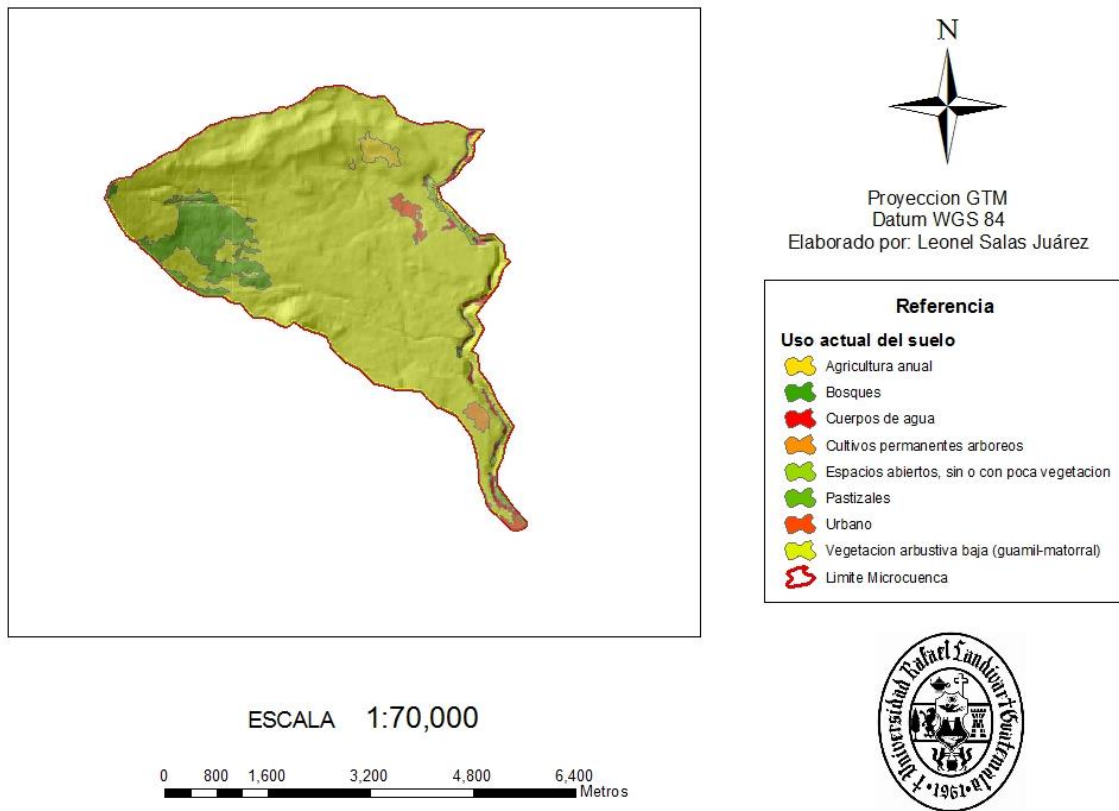 N
Proyeccion GTM
Datum WGS 84
Elaborado por: Leonel Salas Juárez
Referencia
Uso actual del suelo
Agricultura anual
Bosques
Cuerpos de agua
Cultivos permanentes arboreos
Espacios abiertos, sin o con poca vegetacion
Pastizales
Urbano
Vegetacion arbustiva baja (guamil-matorral)
Limite Microcuenca
ESCALA 1:70,000
0 800 1,600 3,200 4,800 6,400
Metros
Universidad Rafael Landivar Guatemala
1961